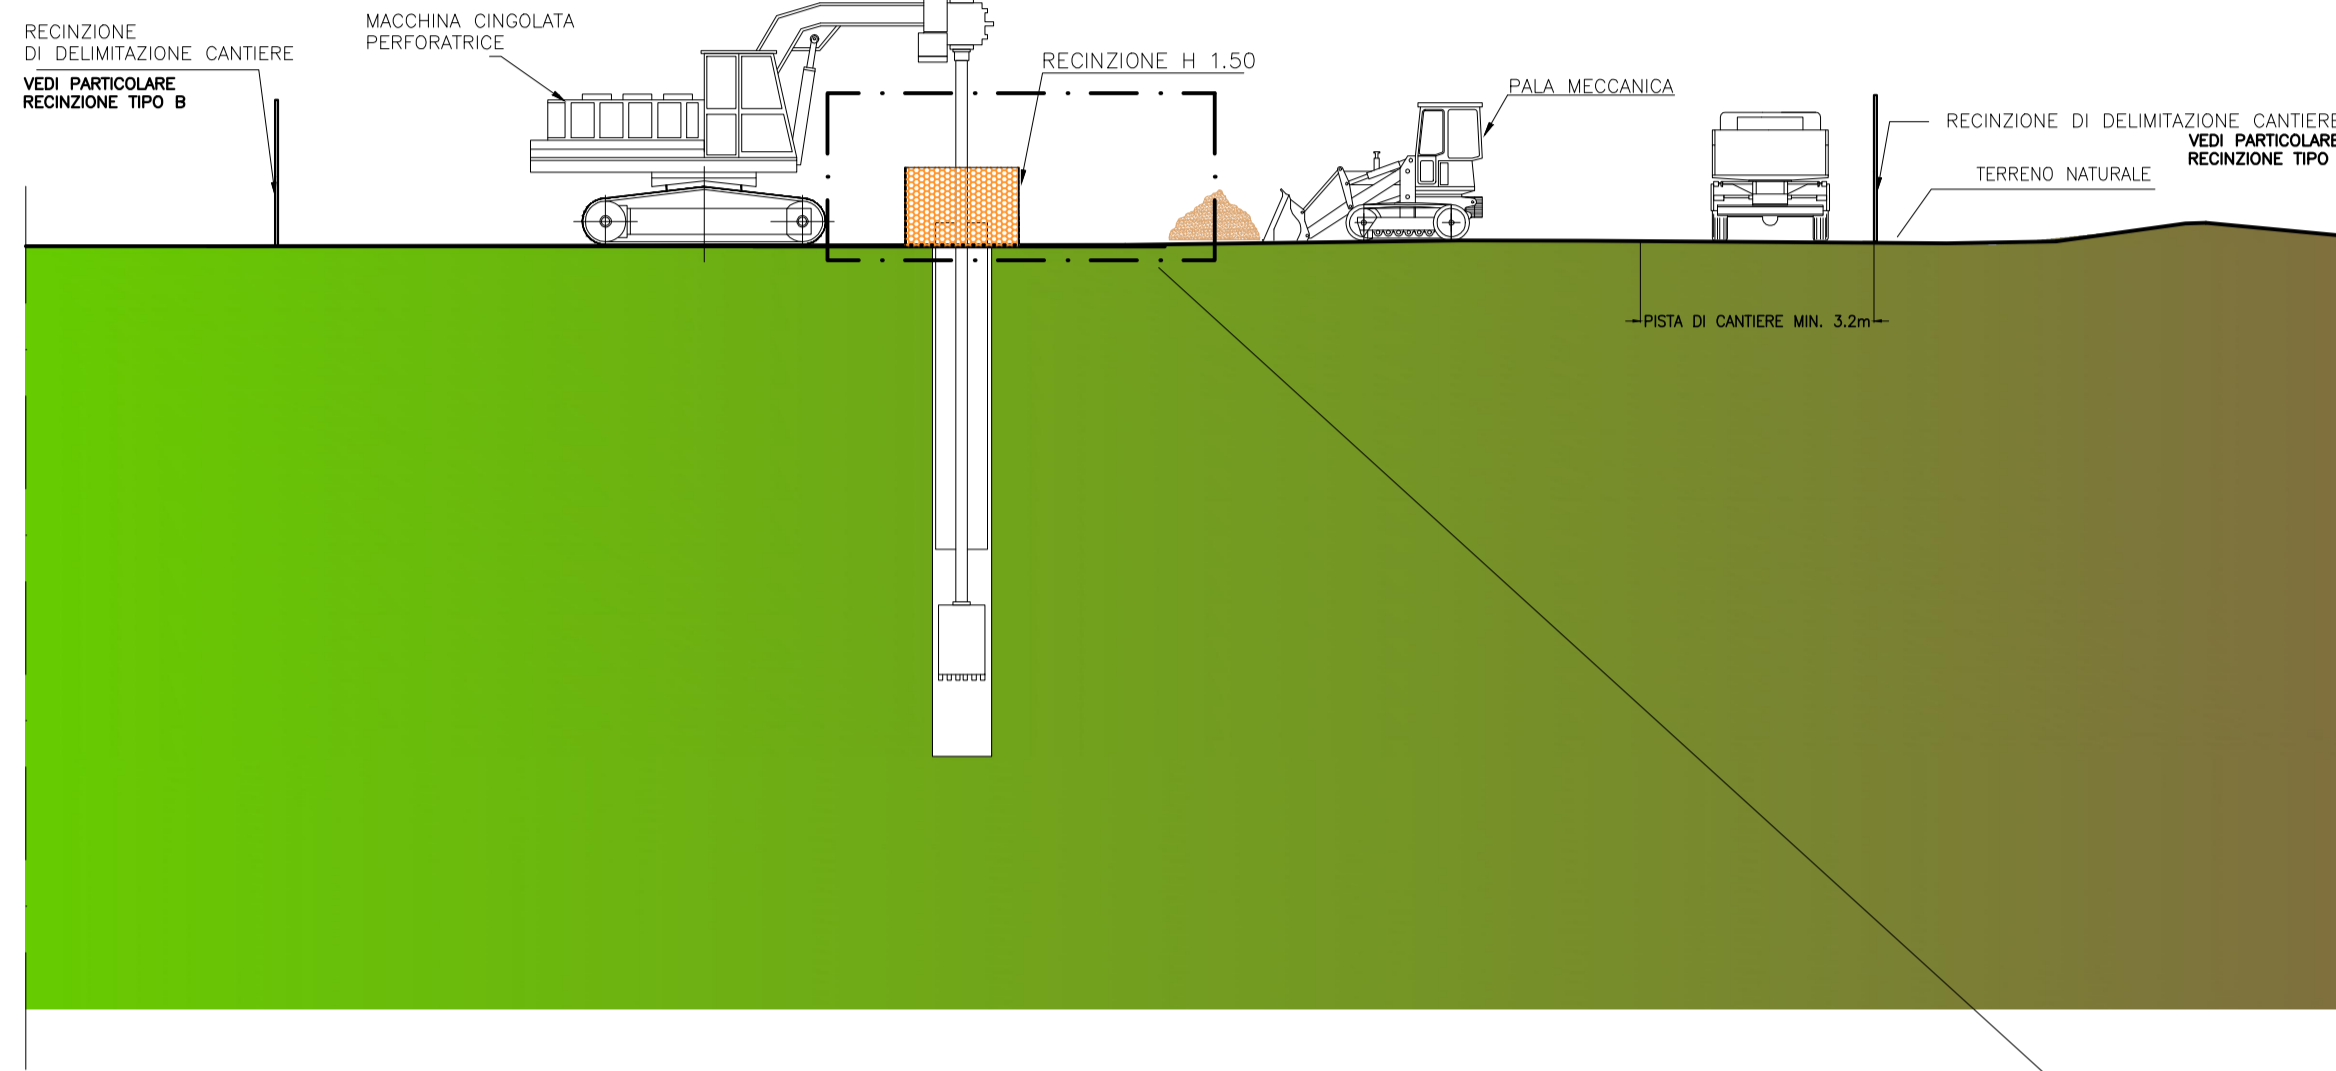 RECINZIONE
DI DELIMITAZIONE CANTIERE
VEDI PARTICOLARE
RECINZIONE TIPO B
MACCHINA CINGOLATA
PERFORATRICE
RECINZIONE H 1.50
PALA MECCANICA
RECINZIONE DI DELIMITAZIONE CANTIERE
VEDI PARTICOLARE
RECINZIONE TIPO
TERRENO NATURALE
PISTA DI CANTIERE MIN. 3.2m